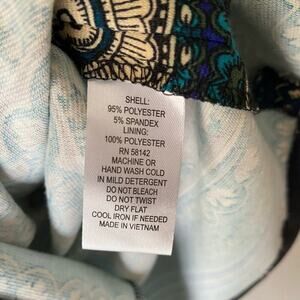 SHELL:
95% POLYESTER
5% SPANDEX
LINING:
100% POLYESTER
RN 58142
MACHINE OR
HAND WASH COLD
IN MILD DETERGENT
DO NOT BLEACH
DO NOT TWIST
DRY FLAT
COOL IRON IF NEEDED
MADE IN VIETNAM